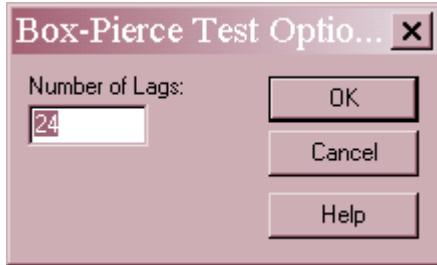 Box-Pierce Test Optio...
Number of Lags:
24
OK
Cancel
Help